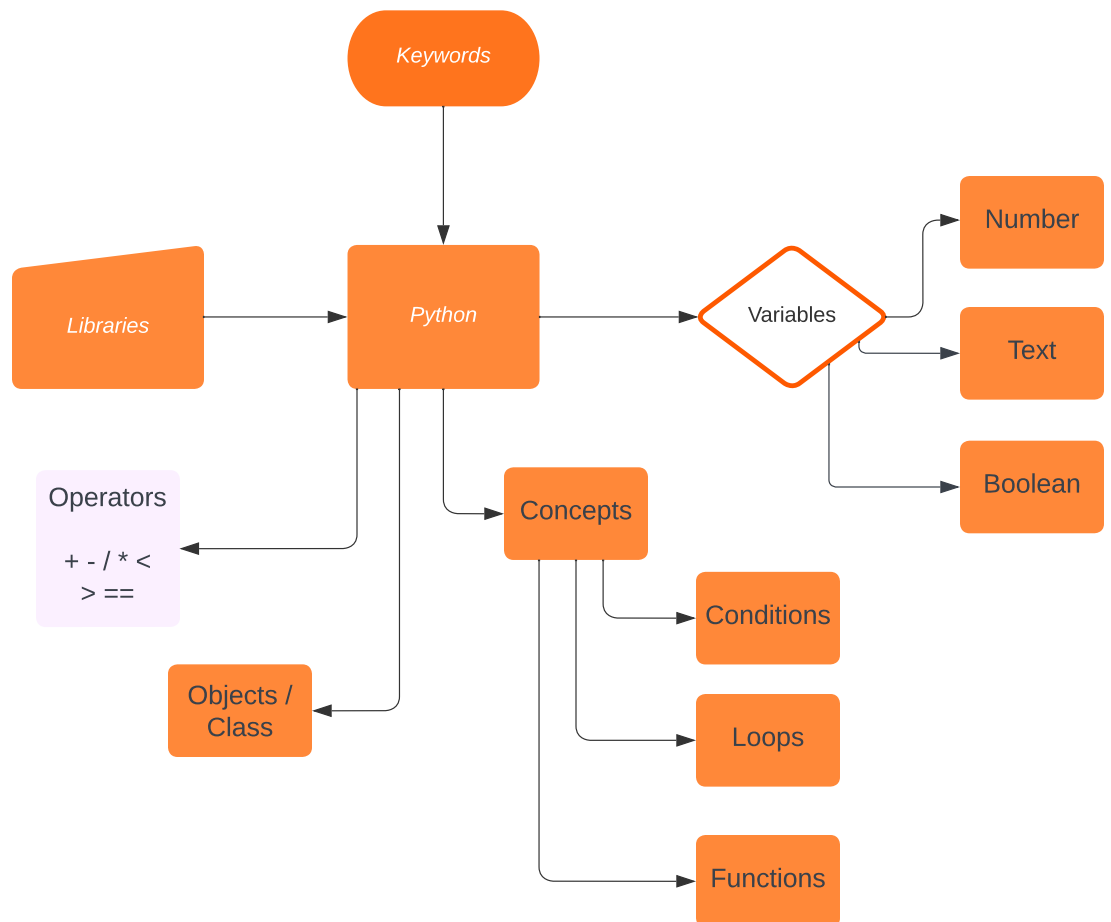 Keywords
Number
Libraries
Python
Variables
Text
Boolean
Operators
+ - / * <
> ==
Concepts
Conditions
Objects /
Class
Loops
Functions